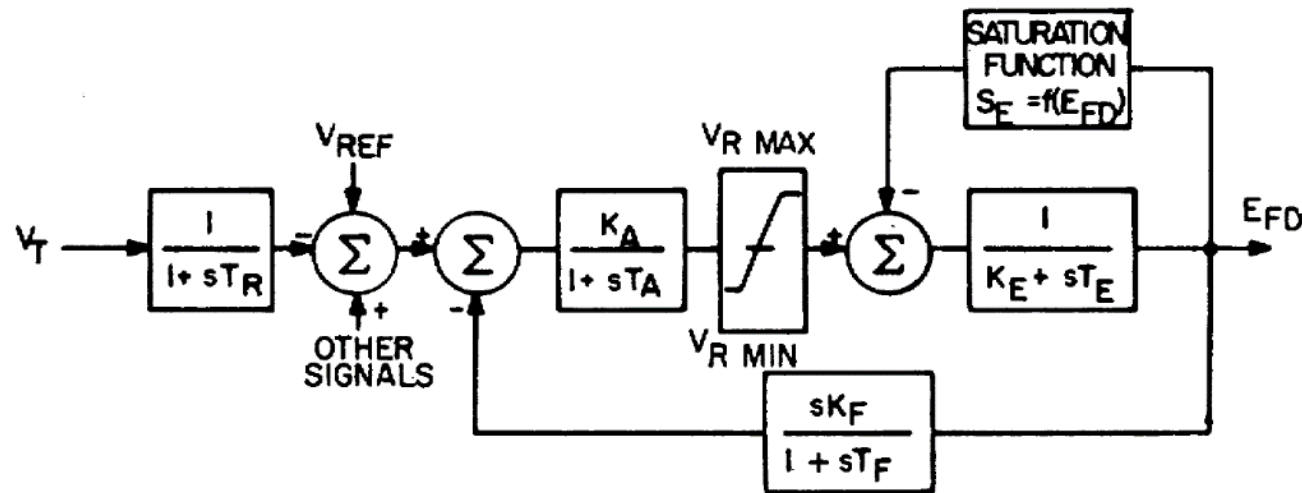 SATURATION
FUNCTION
S_E = f(E_FD)
V_REF
V_R MAX
V_T
1
1 + sT_R
-
Σ
+
+
Σ
-
K_A
1 + sT_A
+
Σ
-
1
K_E + sT_E
E_FD
OTHER
SIGNALS
V_R MIN
sK_F
1 + sT_F